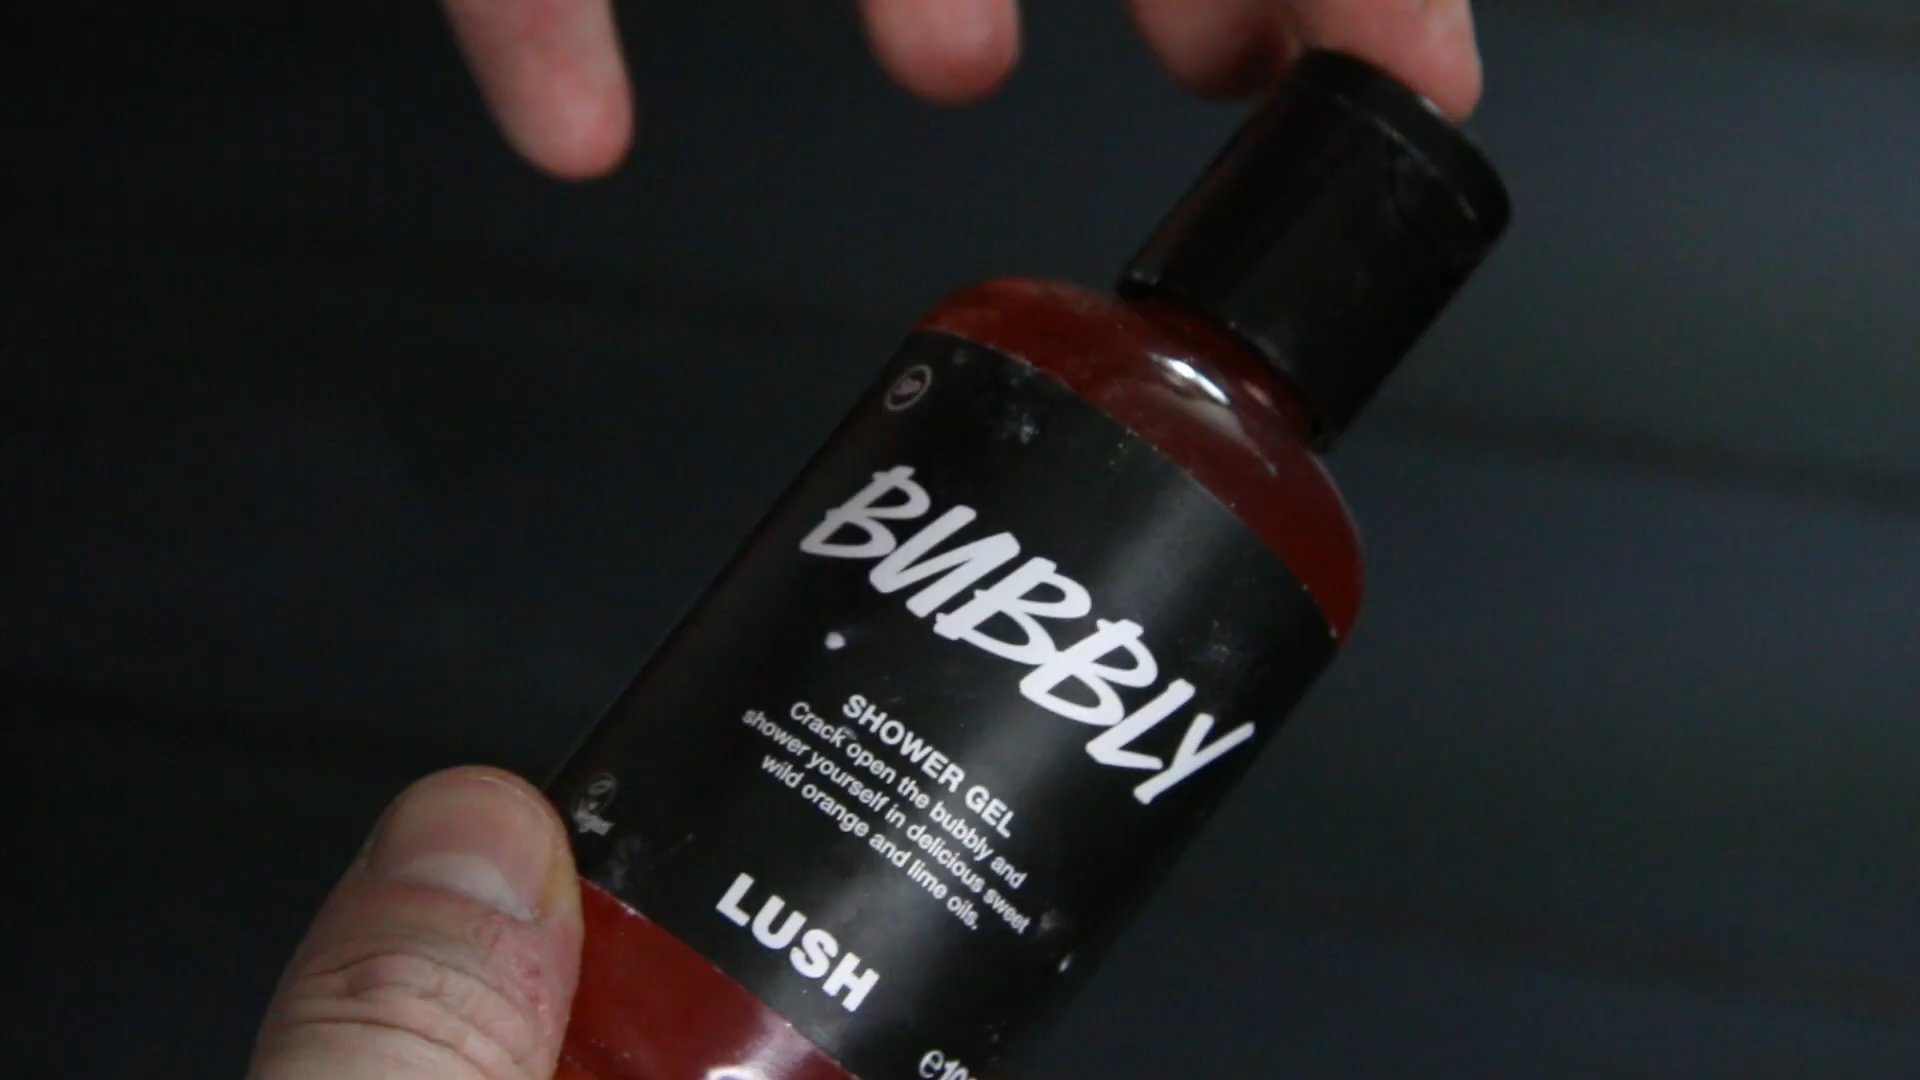 BUBBLY
SHOWER GEL
Crack open the bubbly and
shower yourself in delicious sweet
wild orange and lime oils.
LUSH